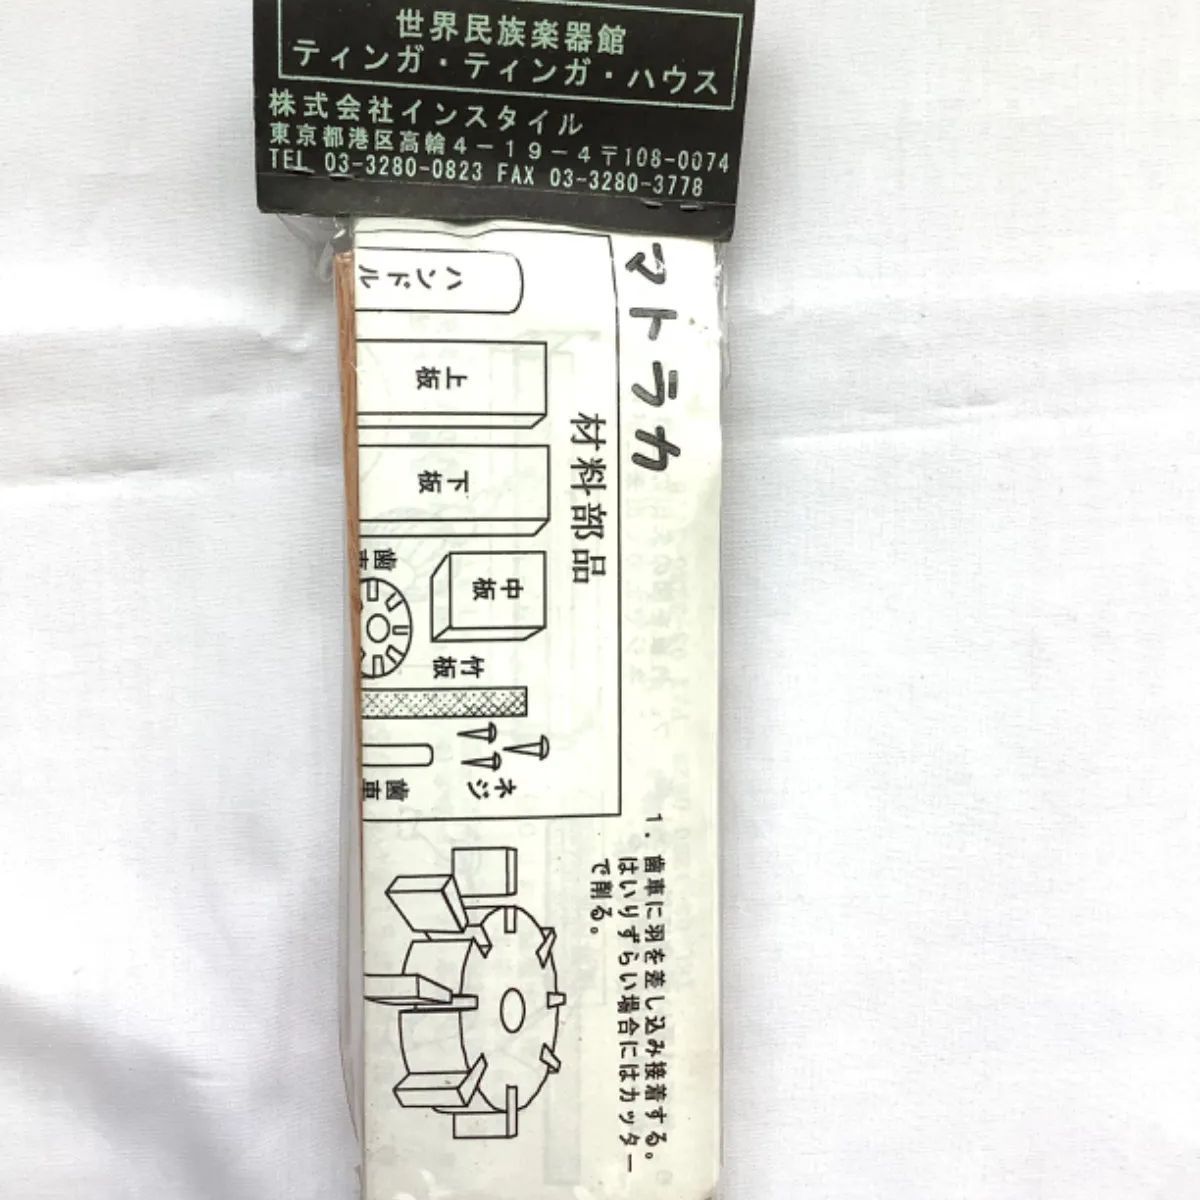 世界民族楽器館
ティンガ・ティンガ・ハウス
株式会社インスタイル
東京都港区高輪4-19-4〒108-0074
TEL 03-3280-0823 FAX 03-3280-3778
マトラカ
材料部品
ハンドル
上板
下板
中板
歯車
竹板
ネジ
歯車
1. 歯車に羽を差し込み接着する。
はいりずらい場合にはカッター
で削る。